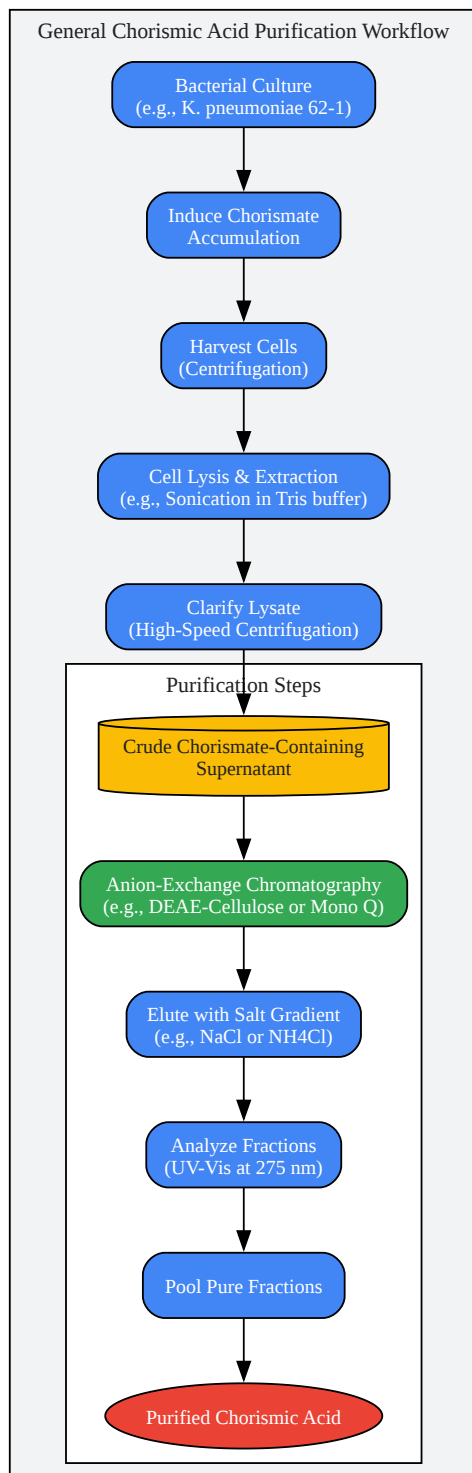 General Chorismic Acid Purification Workflow
Bacterial Culture
(e.g., K. pneumoniae 62-1)
Induce Chorismate
Accumulation
Harvest Cells
(Centrifugation)
Cell Lysis & Extraction
(e.g., Sonication in Tris buffer)
Clarify Lysate
(High-Speed Centrifugation)
Purification Steps
Crude Chorismate-Containing
Supernatant
Anion-Exchange Chromatography
(e.g., DEAE-Cellulose or Mono Q)
Elute with Salt Gradient
(e.g., NaCl or NH4Cl)
Analyze Fractions
(UV-Vis at 275 nm)
Pool Pure Fractions
Purified Chorismic Acid